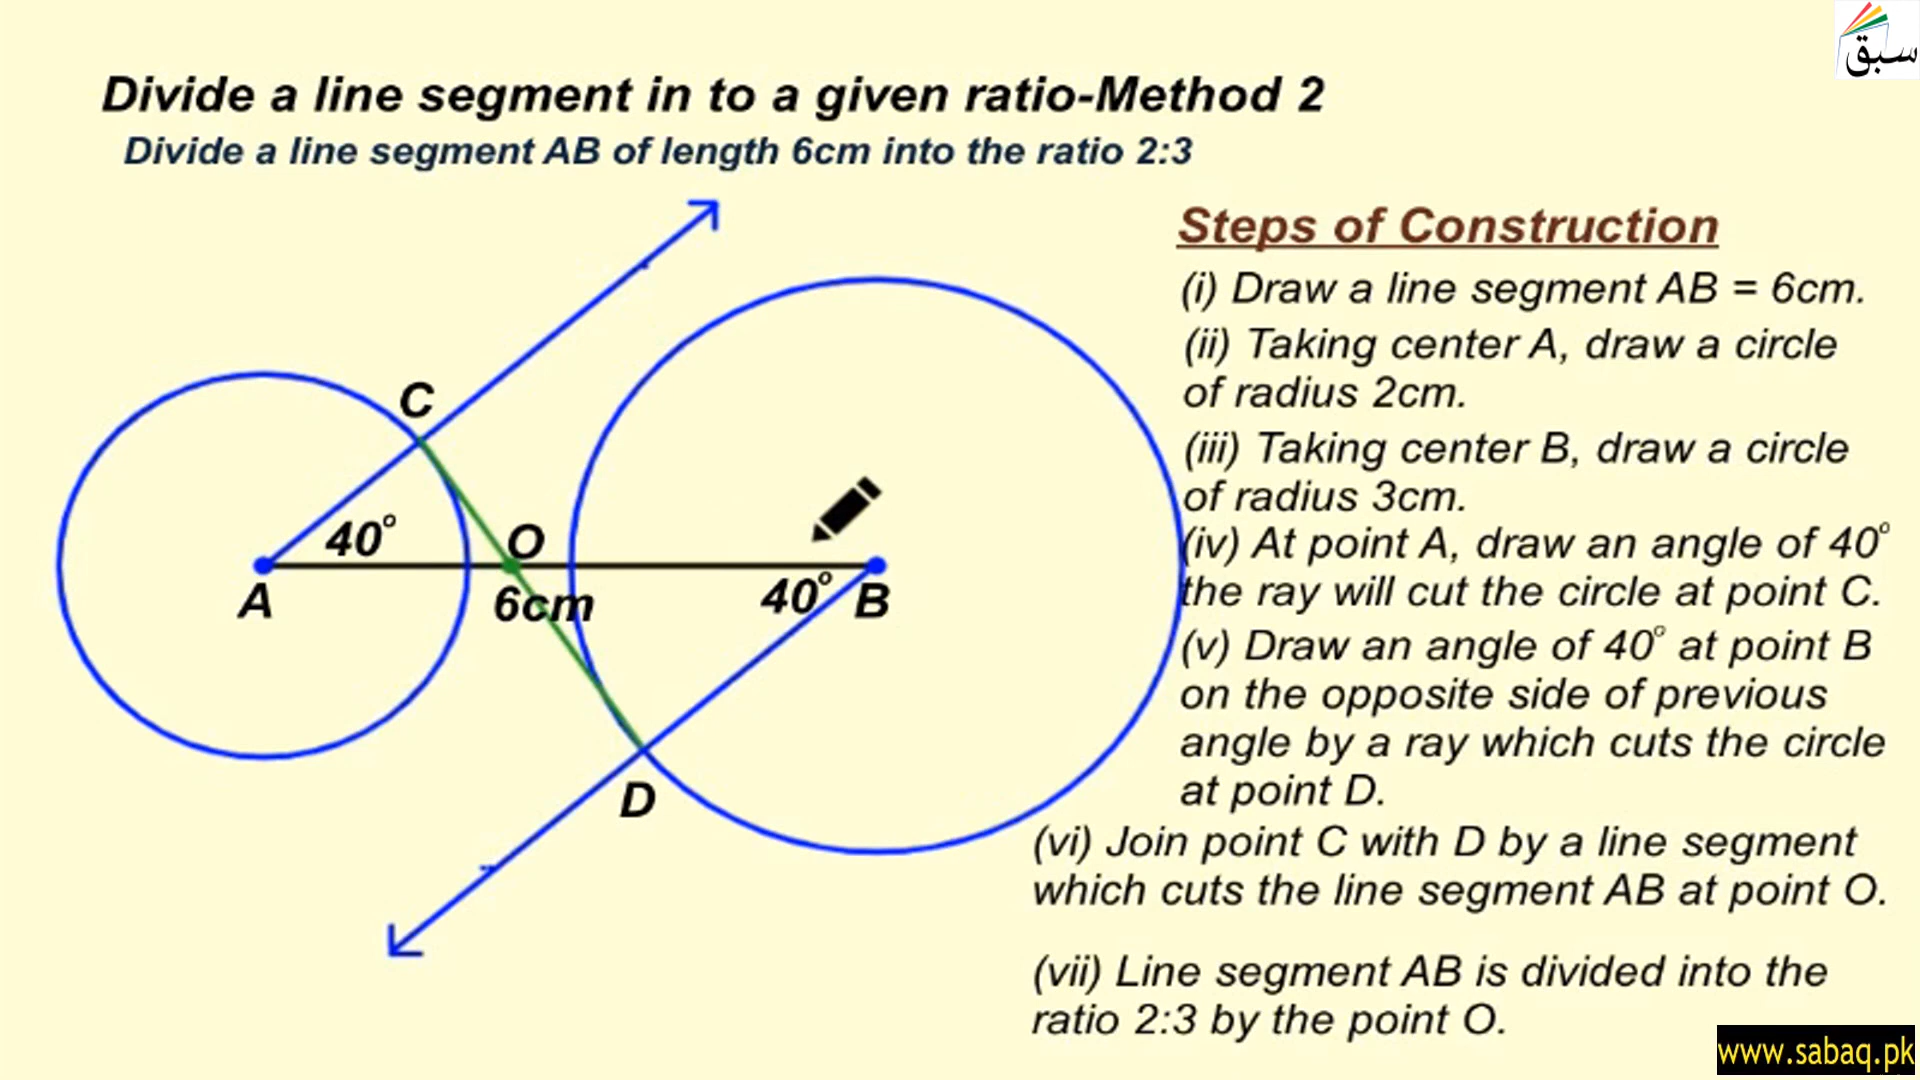 سبق
Divide a line segment in to a given ratio-Method 2
Divide a line segment AB of length 6cm into the ratio 2:3
C
40°
O
A
6cm
40°
B
D
Steps of Construction
(i) Draw a line segment AB = 6cm.
(ii) Taking center A, draw a circle
of radius 2cm.
(iii) Taking center B, draw a circle
of radius 3cm.
(iv) At point A, draw an angle of 40°
the ray will cut the circle at point C.
(v) Draw an angle of 40° at point B
on the opposite side of previous
angle by a ray which cuts the circle
at point D.
(vi) Join point C with D by a line segment
which cuts the line segment AB at point O.
(vii) Line segment AB is divided into the
ratio 2:3 by the point O.
www.sabaq.pk